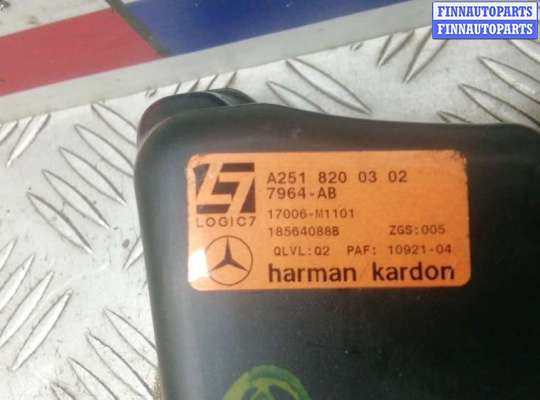 FINNAUTOPARTS
FINNAUTOPARTS
A251 820 03 02
7964-AB
LOGIC7
17006-M1101
18564088B ZGS:005
QLVL:Q2 PAF: 10921-04
harman kardon